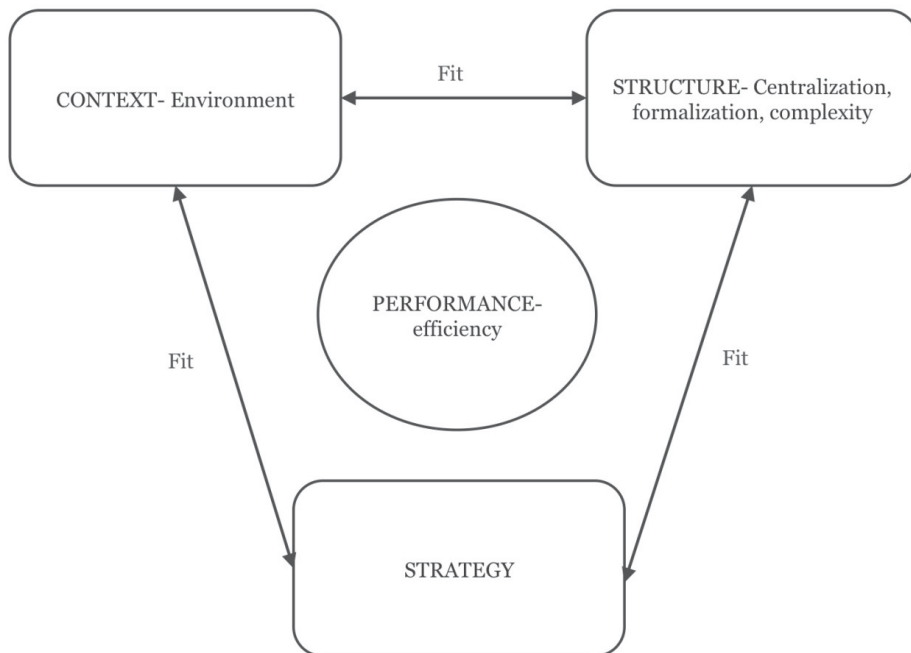 Fit
CONTEXT- Environment
STRUCTURE- Centralization,
formalization, complexity
PERFORMANCE-
efficiency
Fit
Fit
STRATEGY